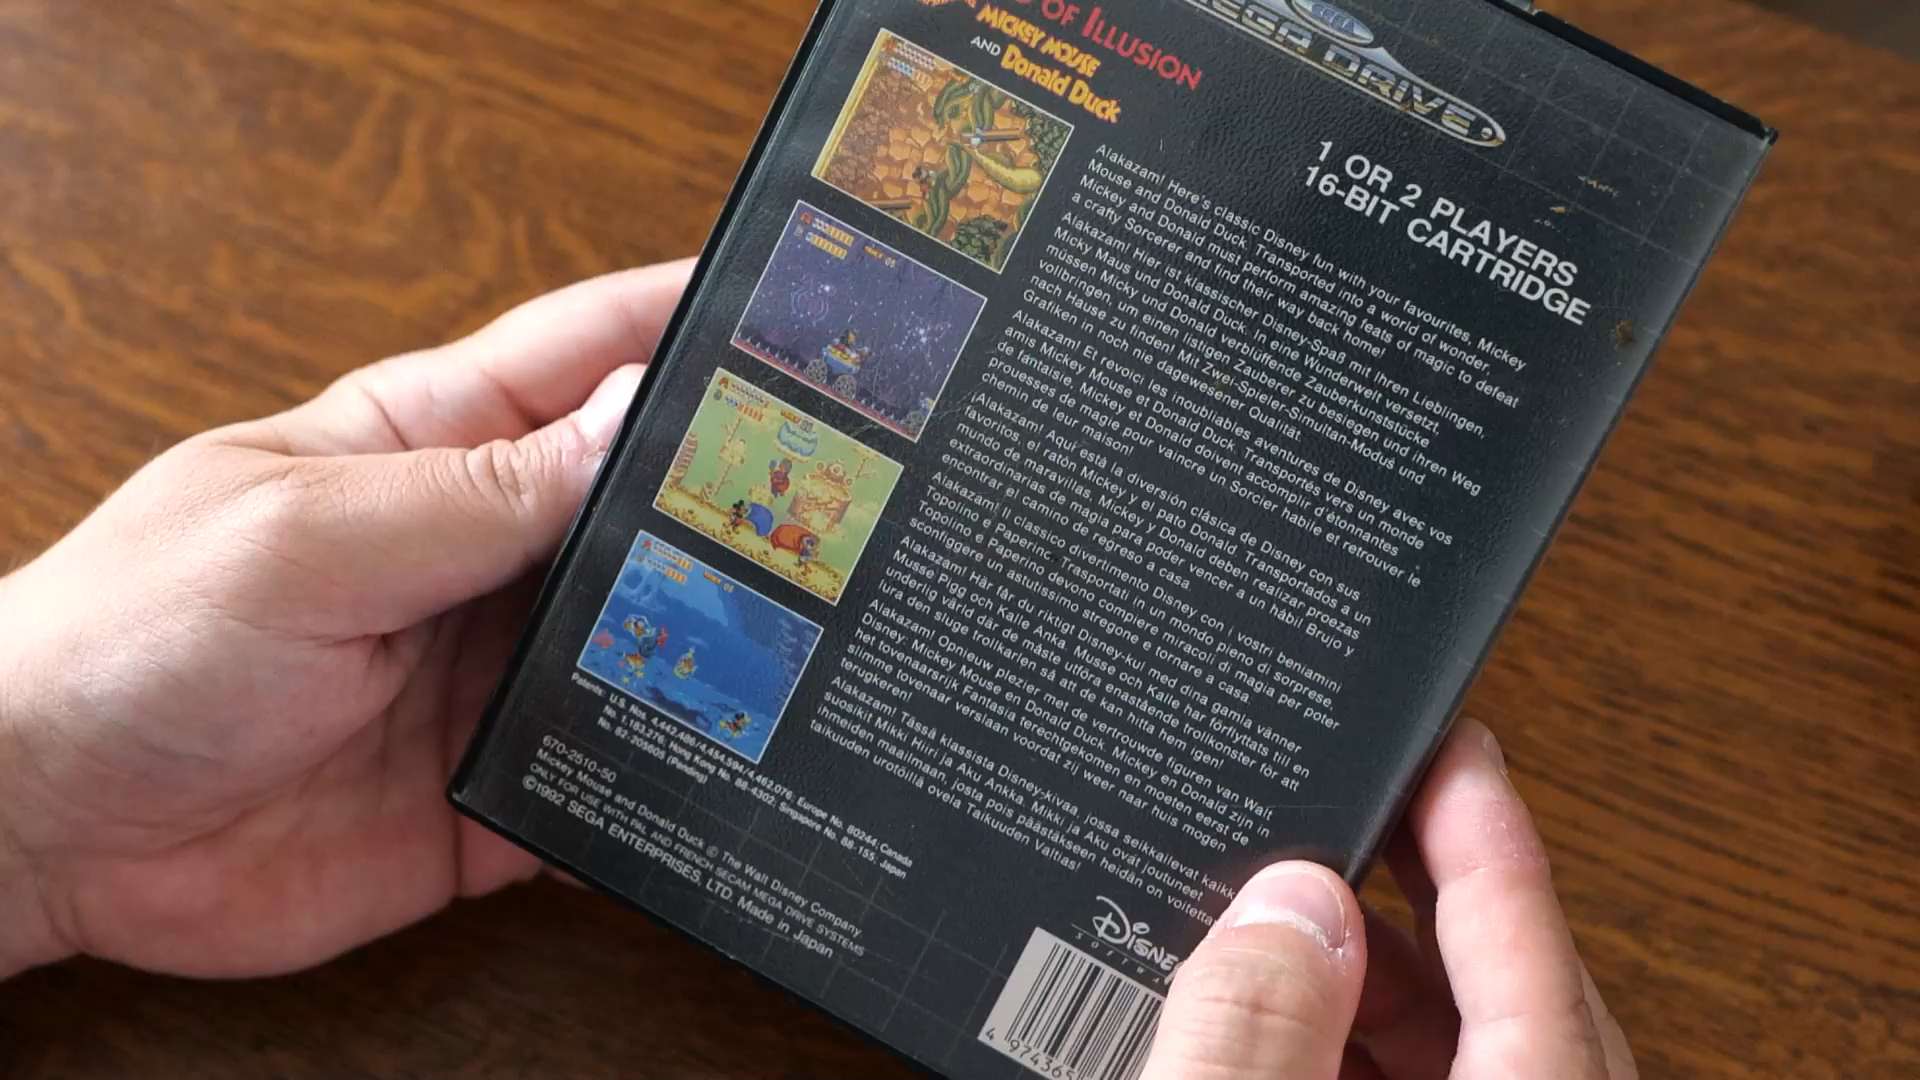 OF ILLUSION
MICKEY MOUSE
AND Donald Duck
SEGA
MEGA DRIVE
1 OR 2 PLAYERS
16-BIT CARTRIDGE
Alakazam! Here's classic Disney fun with your favourites, Mickey
Mouse and Donald Duck. Transported into a world of wonder,
Mickey and Donald must perform amazing feats of magic to defeat
a crafty Sorcerer and find their way back home!
Alakazam! Hier ist klassischer Disney-Spaß mit Ihren Lieblingen,
Micky Maus und Donald Duck. In eine Wunderwelt versetzt,
müssen Micky und Donald verblüffende Zauberkunststücke
vollbringen, um einen listigen Zauberer zu besiegen und ihren Weg
nach Hause zu finden! Mit Zwei-Spieler-Simultan-Modus und
Grafiken in noch nie dagewesener Qualität.
Alakazam! Et revoici les inoubliables aventures de Disney avec vos
amis Mickey Mouse et Donald Duck. Transportés vers un monde
de fantaisie, Mickey et Donald doivent accomplir d'étonnantes
prouesses de magie pour vaincre un Sorcier habile et retrouver le
chemin de leur maison!
¡Alakazam! Aquí está la diversión clásica de Disney con sus
favoritos, el ratón Mickey y el pato Donald. Transportados a un
mundo de maravillas, Mickey y Donald deben realizar proezas
extraordinarias de magia para poder vencer a un hábil Brujo y
encontrar el camino de regreso a casa.
Alakazam! Il classico divertimento Disney con i vostri beniamini
Topolino e Paperino. Trasportati in un mondo pieno di sorprese,
Topolino e Paperino devono compiere miracoli di magia per poter
sconfiggere un astutissimo stregone e tornare a casa.
Alakazam! Här får du riktigt Disney-kul med dina gamla vänner
Musse Pigg och Kalle Anka. Musse och Kalle har förflyttats till en
underlig värld där de måste utföra enastående trollkonster för att
lura den sluge trollkarlen så att de kan hitta hem igen!
Alakazam! Opnieuw plezier met de vertrouwde figuren van Walt
Disney: Mickey Mouse en Donald Duck. Mickey en Donald zijn in
het tovenaarsrijk Fantasia terechtgekomen en moeten eerst de
slimme tovenaar verslaan voordat zij weer naar huis mogen
terugkeren!
Alakazam! Tässä klassista Disney-kivaa, jossa seikkailevat kaikk
suosikit Mikki Hiiri ja Aku Ankka. Mikki ja Aku ovat joutuneet
ihmeiden maailmaan, josta pois päästäkseen heidän on voitetta
taikuuden urotöillä ovela Taikuuden Valtias!
Patents: U.S. Nos. 4,442,486/4,454,594/4,462,076; Europe No. 80244; Canada
No. 1,183,276; Hong Kong No. 88-4302; Singapore No. 88-155; Japan
No. 82-205605 (Pending)
670-2510-50
Mickey Mouse and Donald Duck © The Walt Disney Company.
ONLY FOR USE WITH PAL AND FRENCH SECAM MEGA DRIVE SYSTEMS
©1992 SEGA ENTERPRISES, LTD. Made in Japan
4 974365